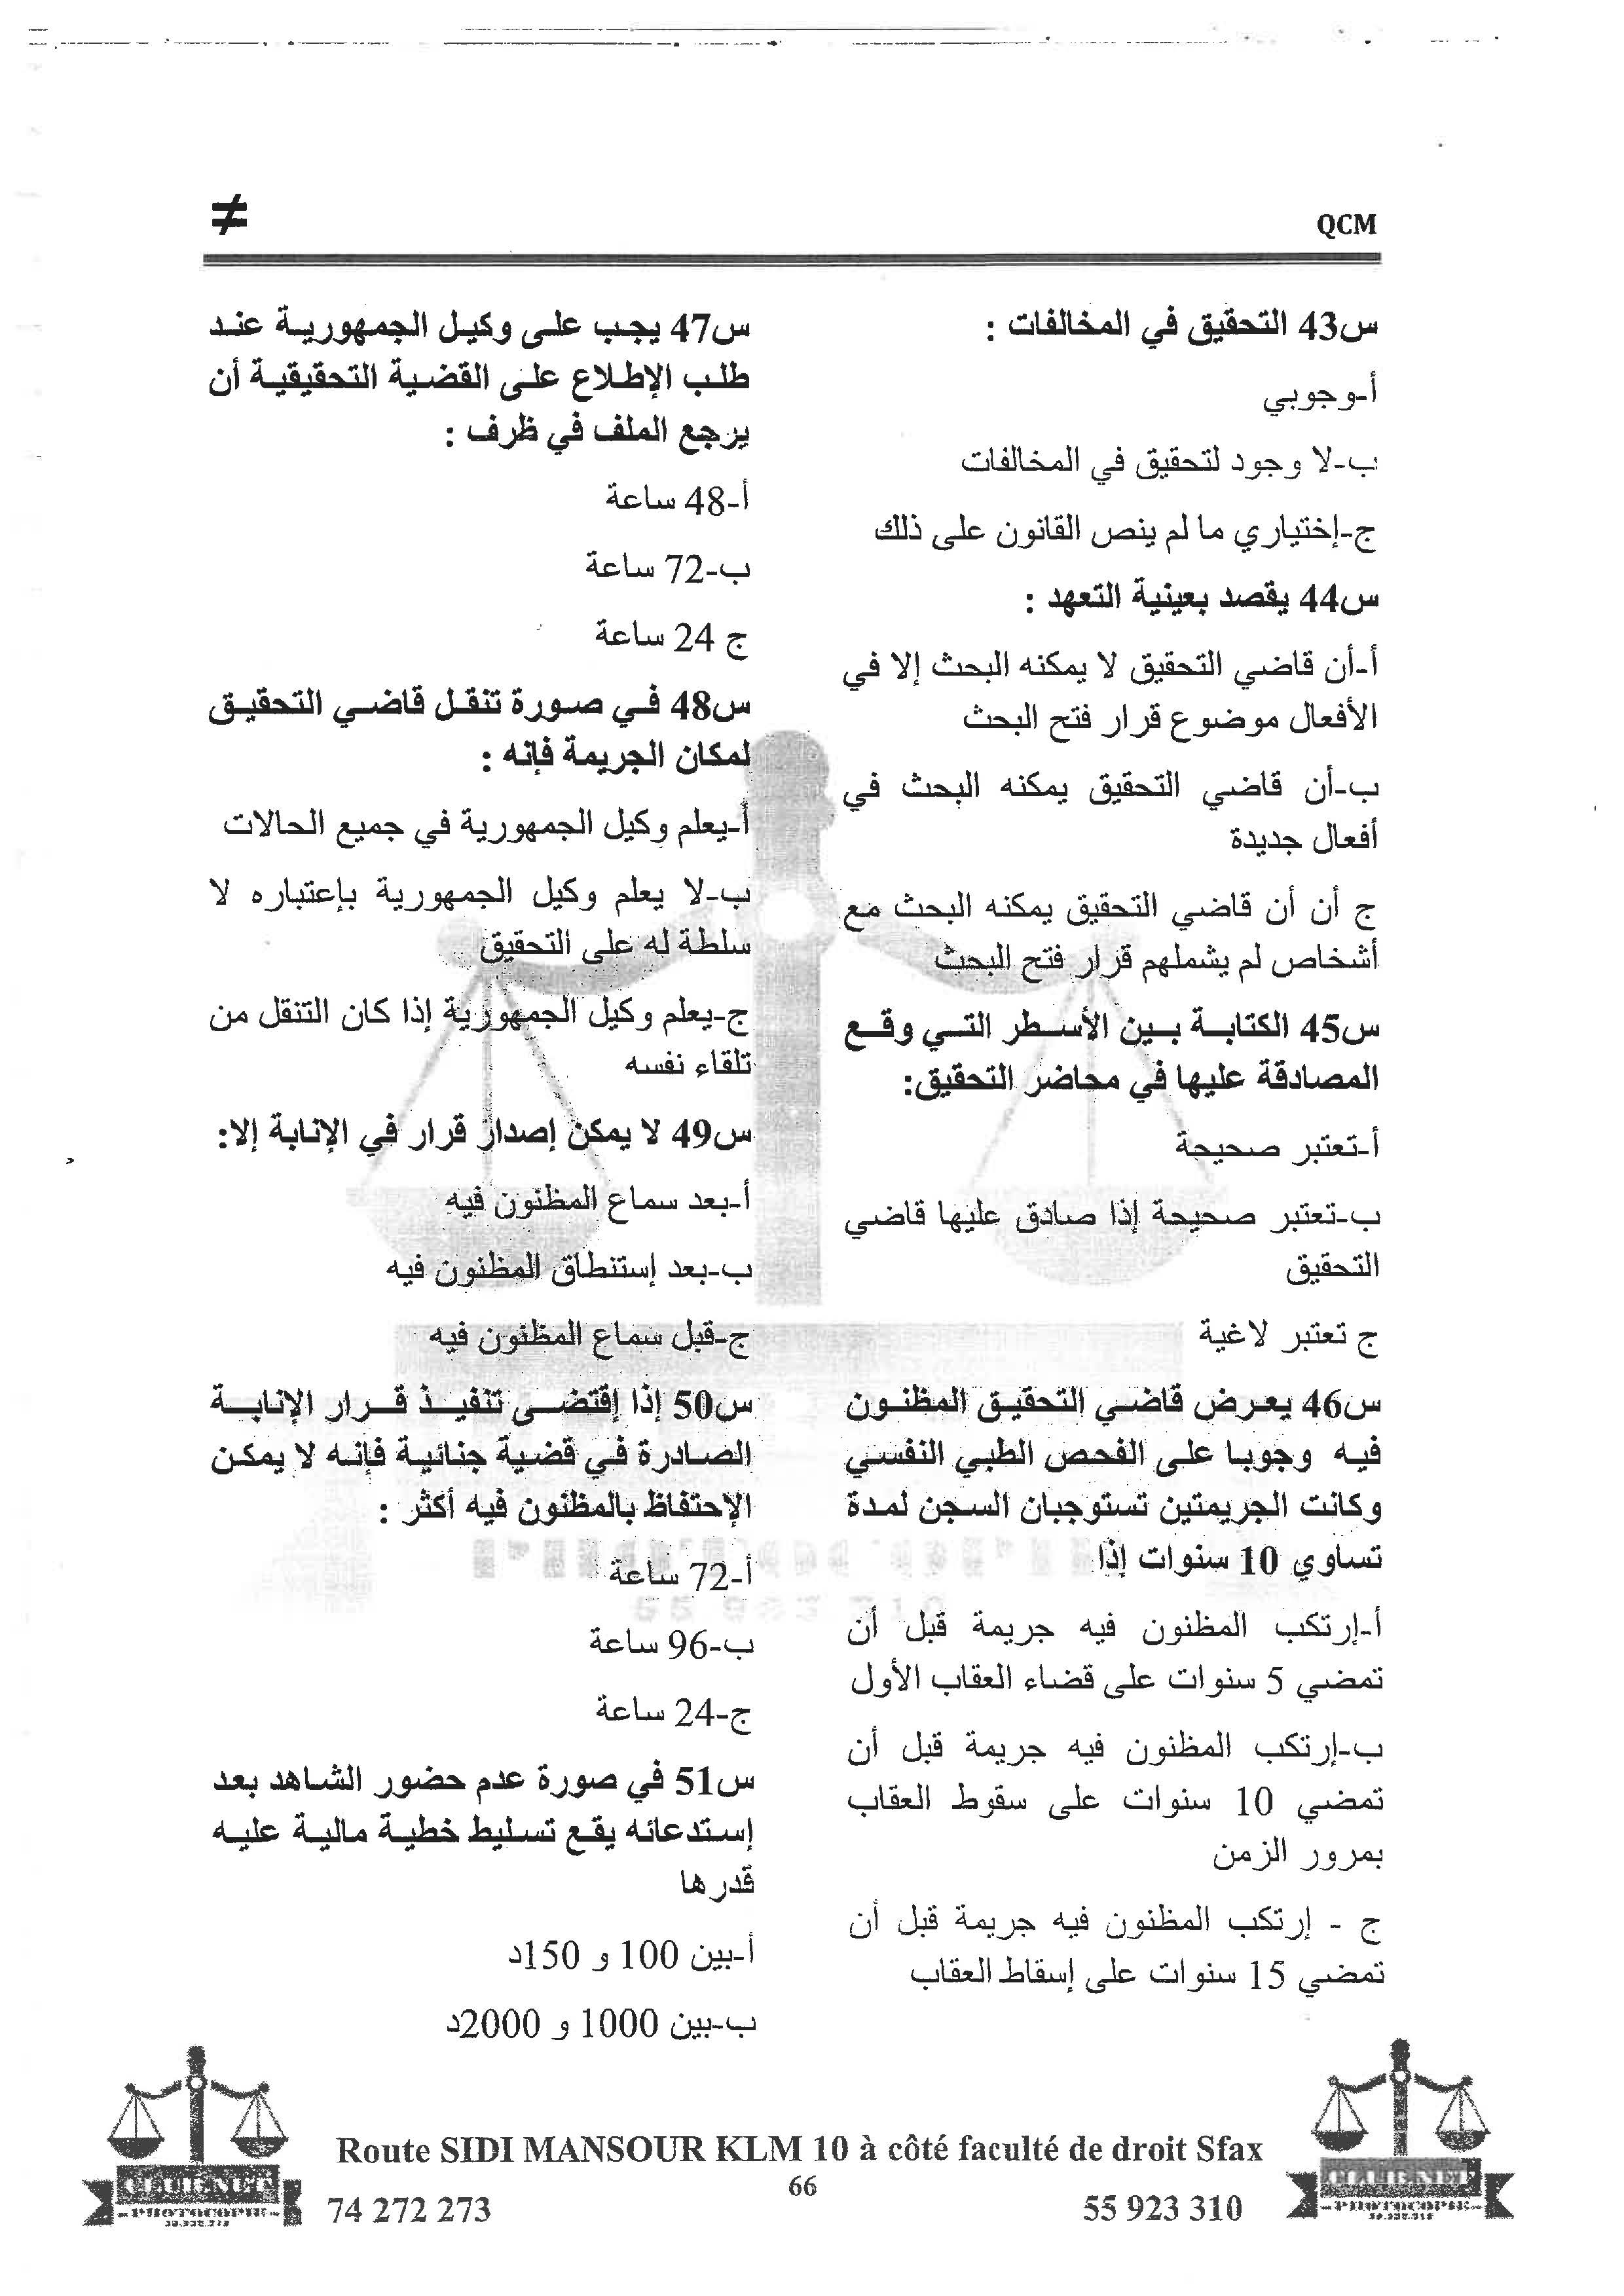 ≠
QCM
س43 التحقيق في المخالفات :
أ-وجوبي
ب-لا وجود لتحقيق في المخالفات
ج-إختياري ما لم ينص القانون على ذلك
س44 يقصد بعينية التعهد :
أ-أن قاضي التحقيق لا يمكنه البحث إلا في
الأفعال موضوع قرار فتح البحث
ب-أن قاضي التحقيق يمكنه البحث في
أفعال جديدة
ج أن أن قاضي التحقيق يمكنه البحث مع
أشخاص لم يشملهم قرار فتح البحث
س45 الكتابة بين الأسطر التي وقع
المصادقة عليها في محاضر التحقيق:
أ-تعتبر صحيحة
ب-تعتبر صحيحة إذا صادق عليها قاضي
التحقيق
ج تعتبر لاغية
س46 يعرض قاضي التحقيق المظنون
فيه وجوبا على الفحص الطبي النفسي
وكانت الجريمتين تستوجبان السجن لمدة
تساوي 10 سنوات إذا
أ-إرتكب المظنون فيه جريمة قبل أن
تمضي 5 سنوات على قضاء العقاب الأول
ب-إرتكب المظنون فيه جريمة قبل أن
تمضي 10 سنوات على سقوط العقاب
بمرور الزمن
ج - إرتكب المظنون فيه جريمة قبل أن
تمضي 15 سنوات على إسقاط العقاب
س47 يجب على وكيل الجمهورية عند
طلب الإطلاع على القضية التحقيقية أن
يرجع الملف في ظرف :
أ-48 ساعة
ب-72 ساعة
ج 24 ساعة
س48 في صورة تنقل قاضي التحقيق
لمكان الجريمة فإنه :
أ-يعلم وكيل الجمهورية في جميع الحالات
ب-لا يعلم وكيل الجمهورية بإعتباره لا
سلطة له على التحقيق
ج-يعلم وكيل الجمهورية إذا كان التنقل من
تلقاء نفسه
س49 لا يمكن إصدار قرار في الإنابة إلا:
أ-بعد سماع المظنون فيه
ب-بعد إستنطاق المظنون فيه
ج-قبل سماع المظنون فيه
س50 إذا إقتضى تنفيذ قرار الإنابة
الصادرة في قضية جنائية فإنه لا يمكن
الإحتفاظ بالمظنون فيه أكثر :
أ-72 ساعة
ب-96 ساعة
ج-24 ساعة
س51 في صورة عدم حضور الشاهد بعد
إستدعائه يقع تسليط خطية مالية عليه
قدرها
أ-بين 100 و 150د
ب-بين 1000 و 2000د
Route SIDI MANSOUR KLM 10 à côté faculté de droit Sfax
66
74 272 273
55 923 310
CLUB.NET
PHOTOCOPIE
CLUB.NET
PHOTOCOPIE